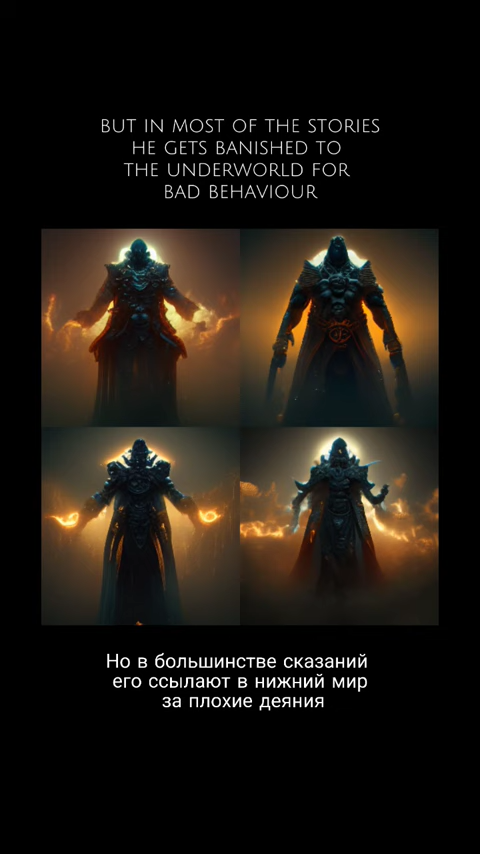 BUT IN MOST OF THE STORIES
HE GETS BANISHED TO
THE UNDERWORLD FOR
BAD BEHAVIOUR
Но в большинстве сказаний
его ссылают в нижний мир
за плохие деяния